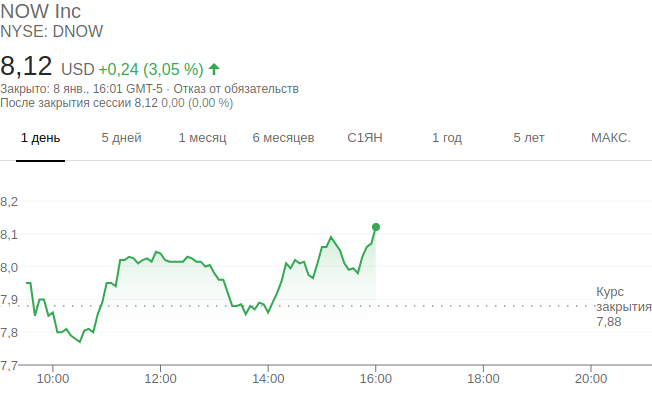 NOW Inc
NYSE: DNOW
8,12 USD +0,24 (3,05 %)
Закрыто: 8 янв., 16:01 GMT-5 · Отказ от обязательств
После закрытия сессии 8,12 0,00 (0,00 %)
1 день 5 дней 1 месяц 6 месяцев С1ЯН 1 год 5 лет МАКС.
8,2
8,1
8,0
7,9
7,8
7,7
Курс
закрытия
7,88
10:00 12:00 14:00 16:00 18:00 20:00